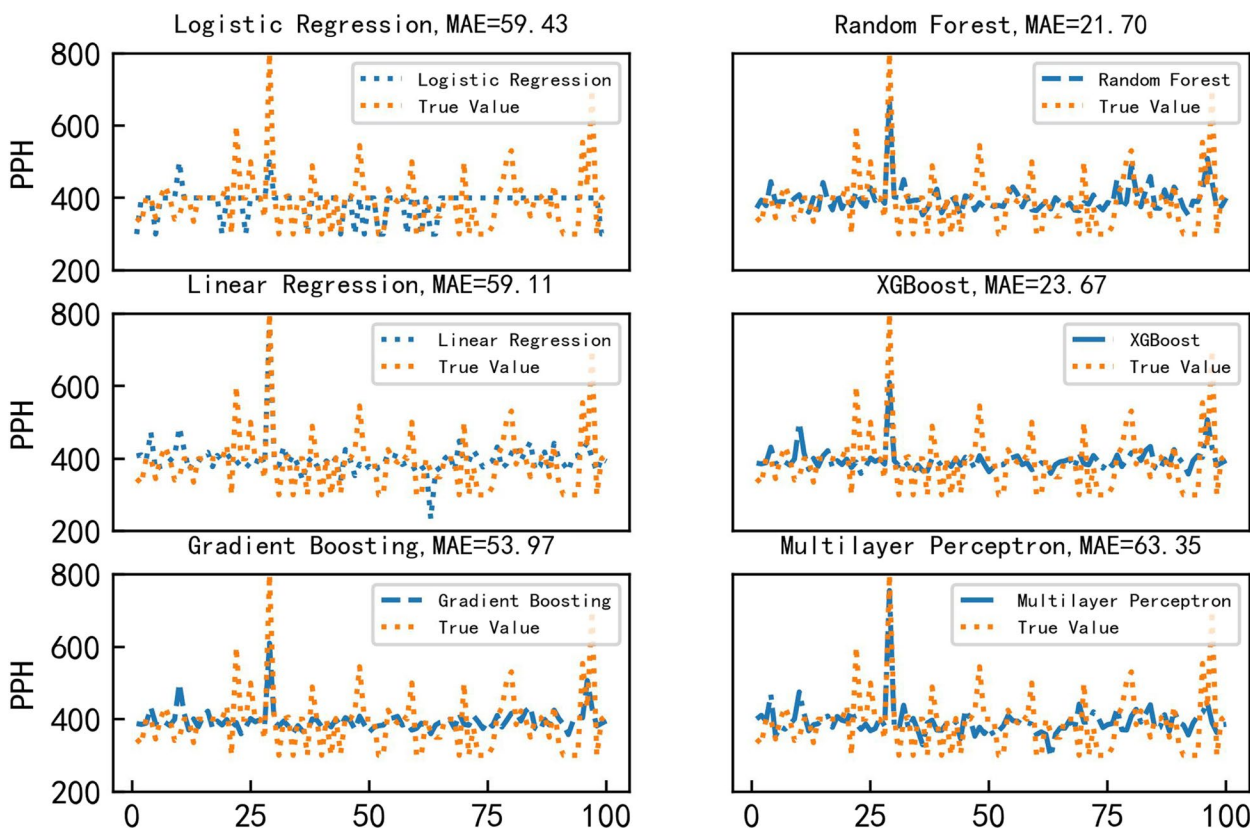 Logistic Regression,MAE=59.43
Random Forest,MAE=21.70
800
600
400
200
PPH
Logistic Regression
True Value
Random Forest
True Value
Linear Regression,MAE=59.11
XGBoost,MAE=23.67
800
600
400
200
PPH
Linear Regression
True Value
XGBoost
True Value
Gradient Boosting,MAE=53.97
Multilayer Perceptron,MAE=63.35
800
600
400
200
PPH
Gradient Boosting
True Value
Multilayer Perceptron
True Value
0 25 50 75 100
0 25 50 75 100